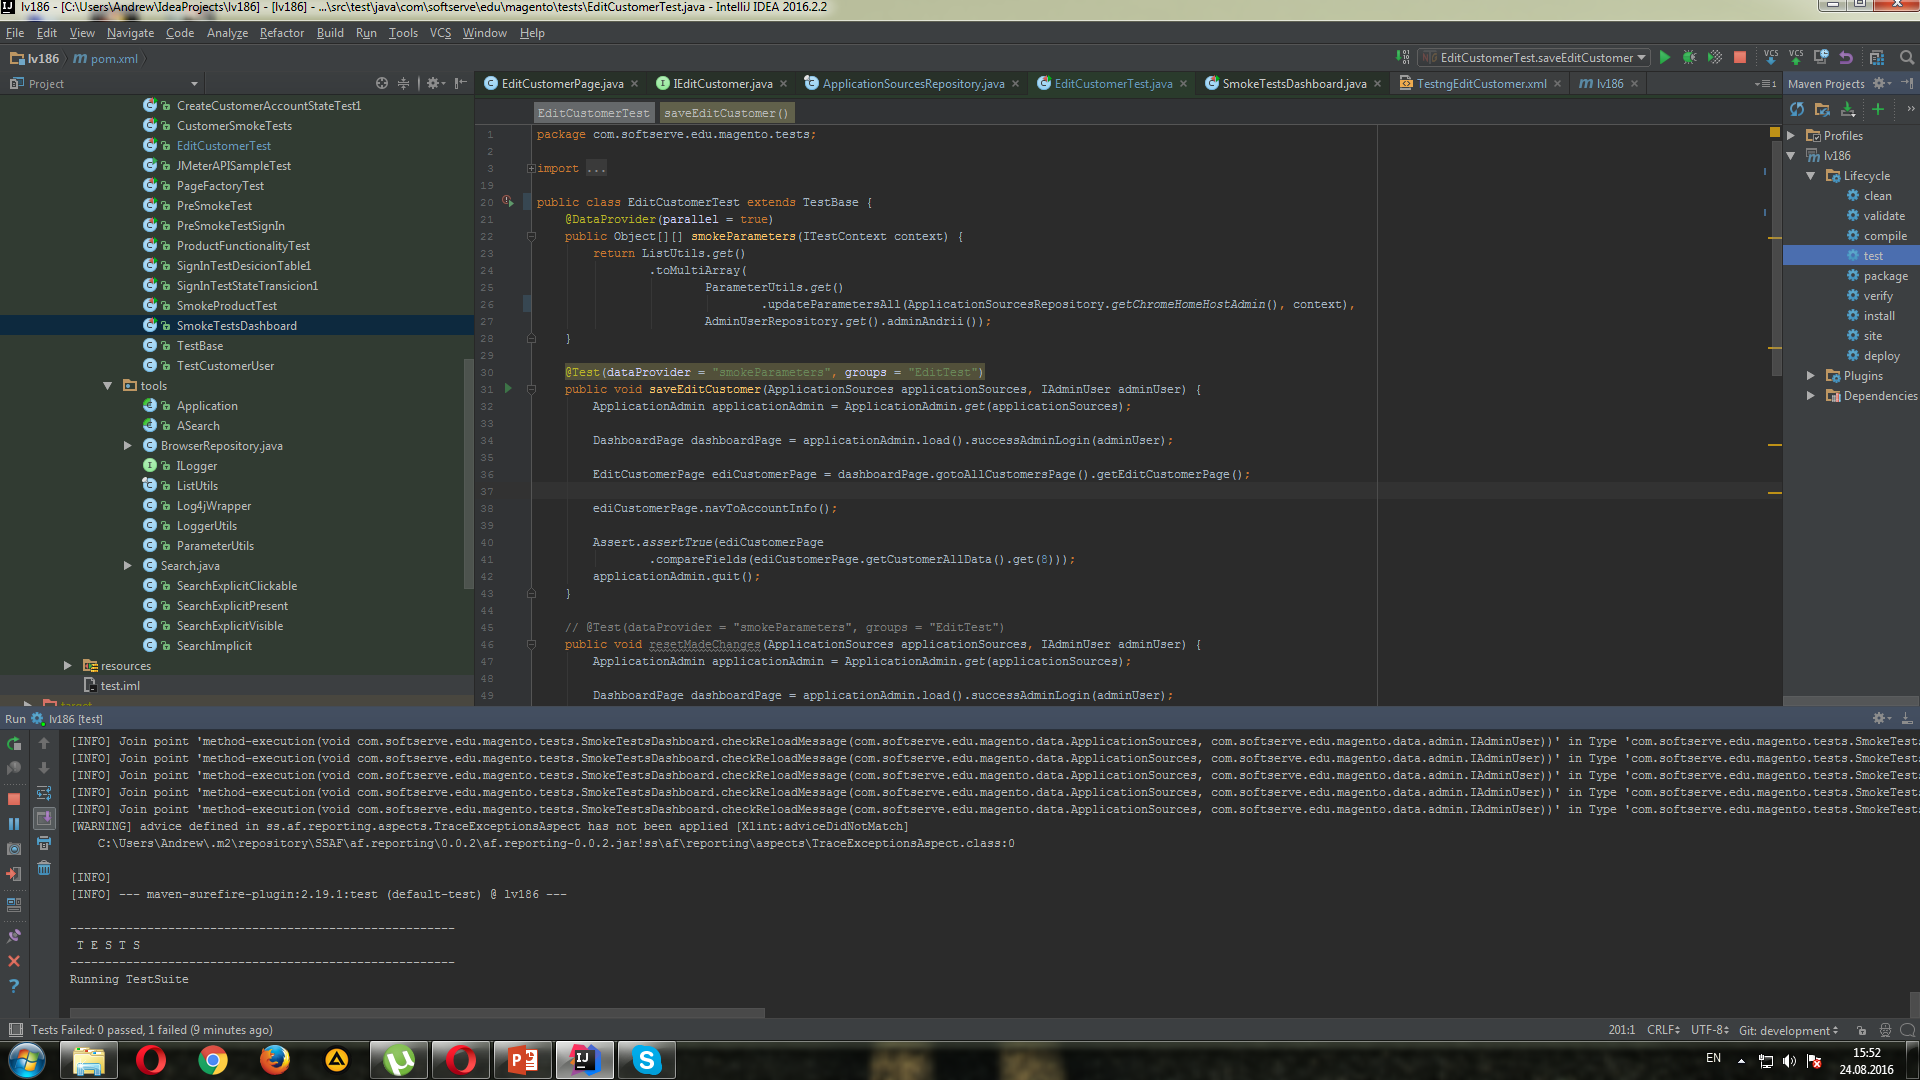 lv186 - [C:\Users\Andrew\IdeaProjects\lv186] - [lv186] - ...\src\test\java\com\softserve\edu\magento\tests\EditCustomerTest.java - IntelliJ IDEA 2016.2.2
File Edit View Navigate Code Analyze Refactor Build Run Tools VCS Window Help
lv186 m pom.xml
EditCustomerTest.saveEditCustomer VCS VCS
Project
EditCustomerPage.java IEditCustomer.java ApplicationSourcesRepository.java EditCustomerTest.java SmokeTestsDashboard.java TestngEditCustomer.xml m lv186
Maven Projects
CreateCustomerAccountStateTest1
CustomerSmokeTests
EditCustomerTest
JMeterAPISampleTest
PageFactoryTest
PreSmokeTest
PreSmokeTestSignIn
ProductFunctionalityTest
SignInTestDesicionTable1
SignInTestStateTransicion1
SmokeProductTest
SmokeTestsDashboard
TestBase
TestCustomerUser
tools
Application
ASearch
BrowserRepository.java
ILogger
ListUtils
Log4jWrapper
LoggerUtils
ParameterUtils
Search.java
SearchExplicitClickable
SearchExplicitPresent
SearchExplicitVisible
SearchImplicit
resources
test.iml
target
EditCustomerTest saveEditCustomer()
1 package com.softserve.edu.magento.tests;
2
3 import ...
19
20 public class EditCustomerTest extends TestBase {
21 @DataProvider(parallel = true)
22 public Object[][] smokeParameters(ITestContext context) {
23 return ListUtils.get()
24 .toMultiArray(
25 ParameterUtils.get()
26 .updateParametersAll(ApplicationSourcesRepository.getChromeHomeHostAdmin(), context),
27 AdminUserRepository.get().adminAndrii());
28 }
29
30 @Test(dataProvider = "smokeParameters", groups = "EditTest")
31 public void saveEditCustomer(ApplicationSources applicationSources, IAdminUser adminUser) {
32 ApplicationAdmin applicationAdmin = ApplicationAdmin.get(applicationSources);
33
34 DashboardPage dashboardPage = applicationAdmin.load().successAdminLogin(adminUser);
35
36 EditCustomerPage ediCustomerPage = dashboardPage.gotoAllCustomersPage().getEditCustomerPage();
37
38 ediCustomerPage.navToAccountInfo();
39
40 Assert.assertTrue(ediCustomerPage
41 .compareFields(ediCustomerPage.getCustomerAllData().get(8)));
42 applicationAdmin.quit();
43 }
44
45 // @Test(dataProvider = "smokeParameters", groups = "EditTest")
46 public void resetMadeChanges(ApplicationSources applicationSources, IAdminUser adminUser) {
47 ApplicationAdmin applicationAdmin = ApplicationAdmin.get(applicationSources);
48
49 DashboardPage dashboardPage = applicationAdmin.load().successAdminLogin(adminUser);
Profiles
lv186
Lifecycle
clean
validate
compile
test
package
verify
install
site
deploy
Plugins
Dependencies
Run lv186 [test]
[INFO] Join point 'method-execution(void com.softserve.edu.magento.tests.SmokeTestsDashboard.checkReloadMessage(com.softserve.edu.magento.data.ApplicationSources, com.softserve.edu.magento.data.admin.IAdminUser))' in Type 'com.softserve.edu.magento.tests.SmokeTests
[INFO] Join point 'method-execution(void com.softserve.edu.magento.tests.SmokeTestsDashboard.checkReloadMessage(com.softserve.edu.magento.data.ApplicationSources, com.softserve.edu.magento.data.admin.IAdminUser))' in Type 'com.softserve.edu.magento.tests.SmokeTests
[INFO] Join point 'method-execution(void com.softserve.edu.magento.tests.SmokeTestsDashboard.checkReloadMessage(com.softserve.edu.magento.data.ApplicationSources, com.softserve.edu.magento.data.admin.IAdminUser))' in Type 'com.softserve.edu.magento.tests.SmokeTests
[INFO] Join point 'method-execution(void com.softserve.edu.magento.tests.SmokeTestsDashboard.checkReloadMessage(com.softserve.edu.magento.data.ApplicationSources, com.softserve.edu.magento.data.admin.IAdminUser))' in Type 'com.softserve.edu.magento.tests.SmokeTests
[INFO] Join point 'method-execution(void com.softserve.edu.magento.tests.SmokeTestsDashboard.checkReloadMessage(com.softserve.edu.magento.data.ApplicationSources, com.softserve.edu.magento.data.admin.IAdminUser))' in Type 'com.softserve.edu.magento.tests.SmokeTests
[WARNING] advice defined in ss.af.reporting.aspects.TraceExceptionsAspect has not been applied [Xlint:adviceDidNotMatch]
C:\Users\Andrew\.m2\repository\SSAF\af.reporting\0.0.2\af.reporting-0.0.2.jar!ss\af\reporting\aspects\TraceExceptionsAspect.class:0
[INFO]
[INFO] --- maven-surefire-plugin:2.19.1:test (default-test) @ lv186 ---
-------------------------------------------------------
T E S T S
-------------------------------------------------------
Running TestSuite
Tests Failed: 0 passed, 1 failed (9 minutes ago)
201:1 CRLF UTF-8 Git: development
EN
15:52
24.08.2016